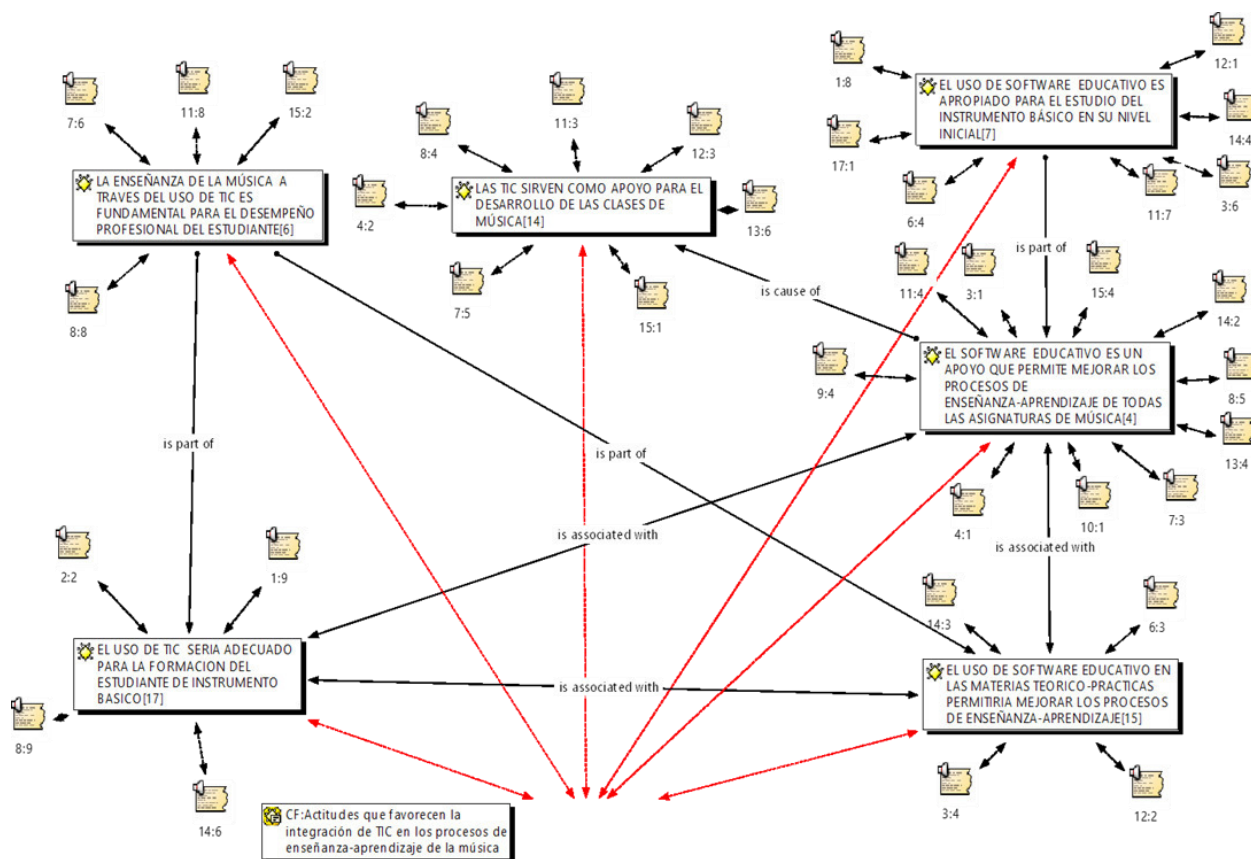 12:1
1:8
EL USO DE SOFTWARE EDUCATIVO ES
APROPIADO PARA EL ESTUDIO DEL
INSTRUMENTO BÁSICO EN SU NIVEL
INICIAL[7]
14:4
17:1
6:4
11:7
3:6
7:6
11:8
15:2
LA ENSEÑANZA DE LA MÚSICA A
TRAVES DEL USO DE TIC ES
FUNDAMENTAL PARA EL DESEMPEÑO
PROFESIONAL DEL ESTUDIANTE[6]
8:8
8:4
11:3
12:3
4:2
LAS TIC SIRVEN COMO APOYO PARA EL
DESARROLLO DE LAS CLASES DE
MÚSICA[14]
13:6
7:5
15:1
is part of
is cause of
11:4
3:1
15:4
14:2
9:4
EL SOFTWARE EDUCATIVO ES UN
APOYO QUE PERMITE MEJORAR LOS
PROCESOS DE
ENSEÑANZA-APRENDIZAJE DE TODAS
LAS ASIGNATURAS DE MÚSICA[4]
8:5
13:4
4:1
10:1
7:3
is part of
is part of
is associated with
is associated with
2:2
1:9
EL USO DE TIC SERIA ADECUADO
PARA LA FORMACION DEL
ESTUDIANTE DE INSTRUMENTO
BASICO[17]
8:9
14:6
is associated with
14:3
6:3
EL USO DE SOFTWARE EDUCATIVO EN
LAS MATERIAS TEORICO-PRACTICAS
PERMITIRIA MEJORAR LOS PROCESOS
DE ENSEÑANZA-APRENDIZAJE[15]
3:4
12:2
CF:Actitudes que favorecen la
integración de TIC en los procesos de
enseñanza-aprendizaje de la música